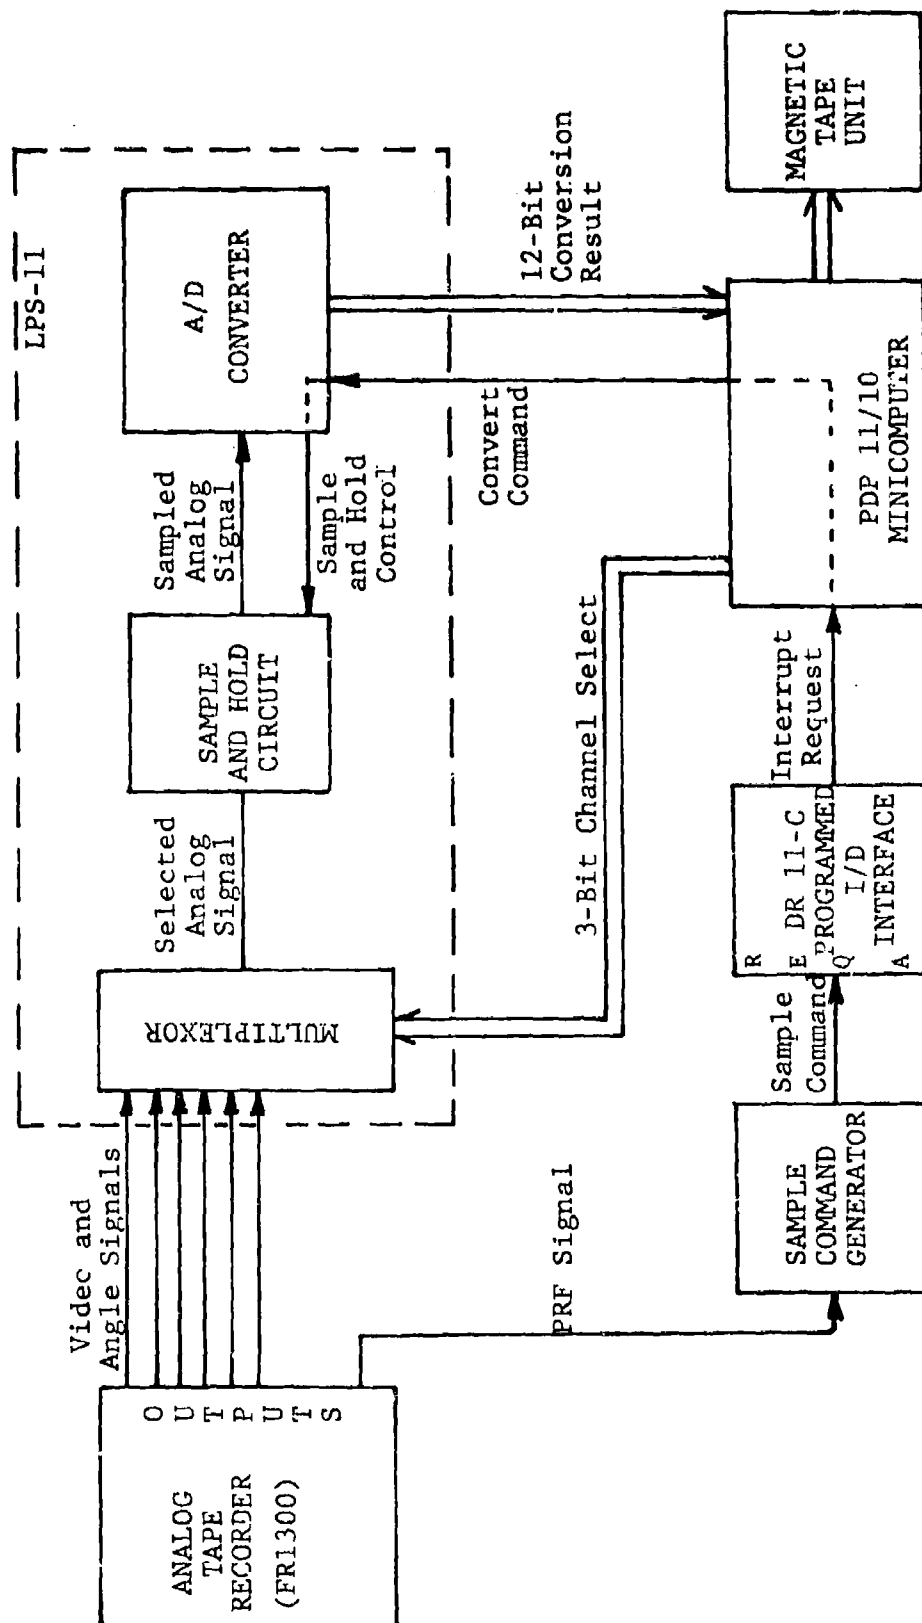 LPS-11
Video and
Angle Signals
ANALOG
TAPE
RECORDER
(FR1300)
OUTPUTS
MULTIPLEXOR
Selected
Analog
Signal
SAMPLE
AND HOLD
CIRCUIT
Sampled
Analog
Signal
Sample
and Hold
Control
A/D
CONVERTER
12-Bit
Conversion
Result
Convert
Command
3-Bit Channel Select
PRF Signal
SAMPLE
COMMAND
GENERATOR
Sample
Command
REQ A
DR 11-C
PROGRAMMED
I/D
INTERFACE
Interrupt
Request
PDP 11/10
MINICOMPUTER
MAGNETIC
TAPE
UNIT